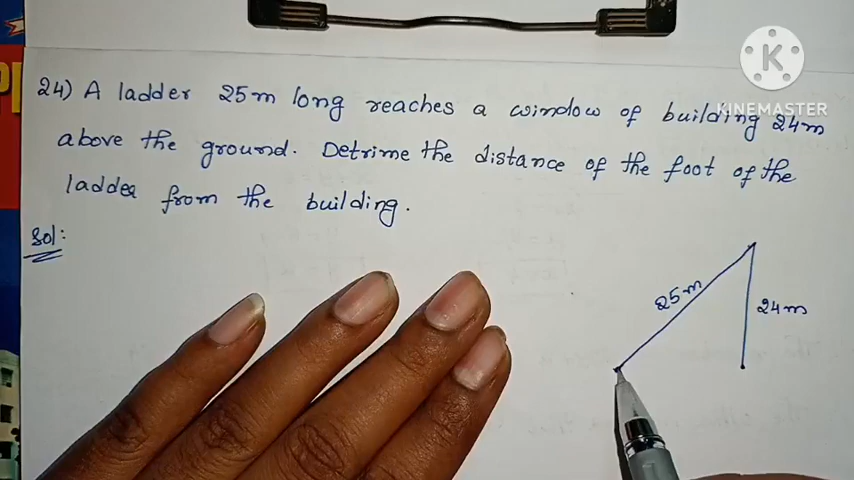 24) A ladder 25m long reaches a window of building 24m
above the ground. Detrime the distance of the foot of the
ladder from the building.
Sol:
25m
24m
K
KINEMASTER